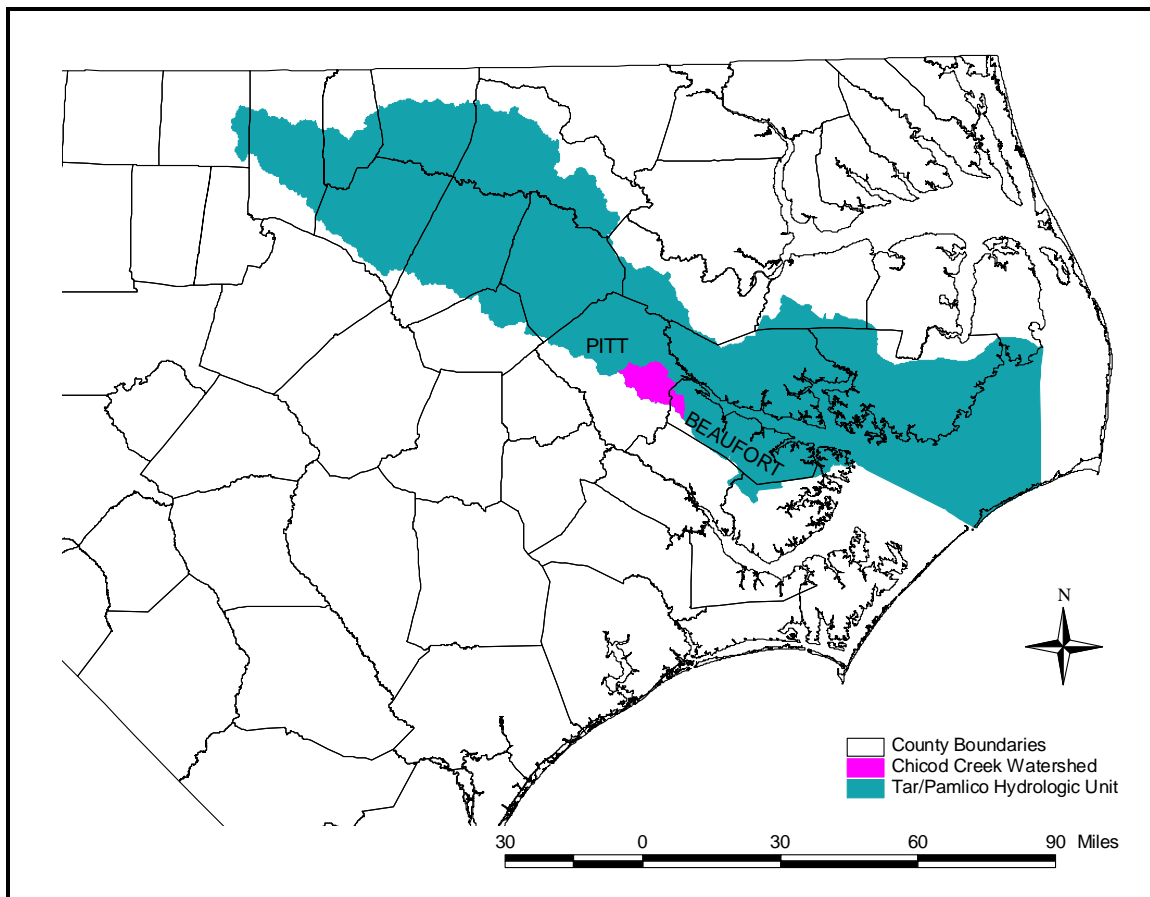 PITT
BEAUFORT
N
County Boundaries
Chicod Creek Watershed
Tar/Pamlico Hydrologic Unit
30 0 30 60 90 Miles